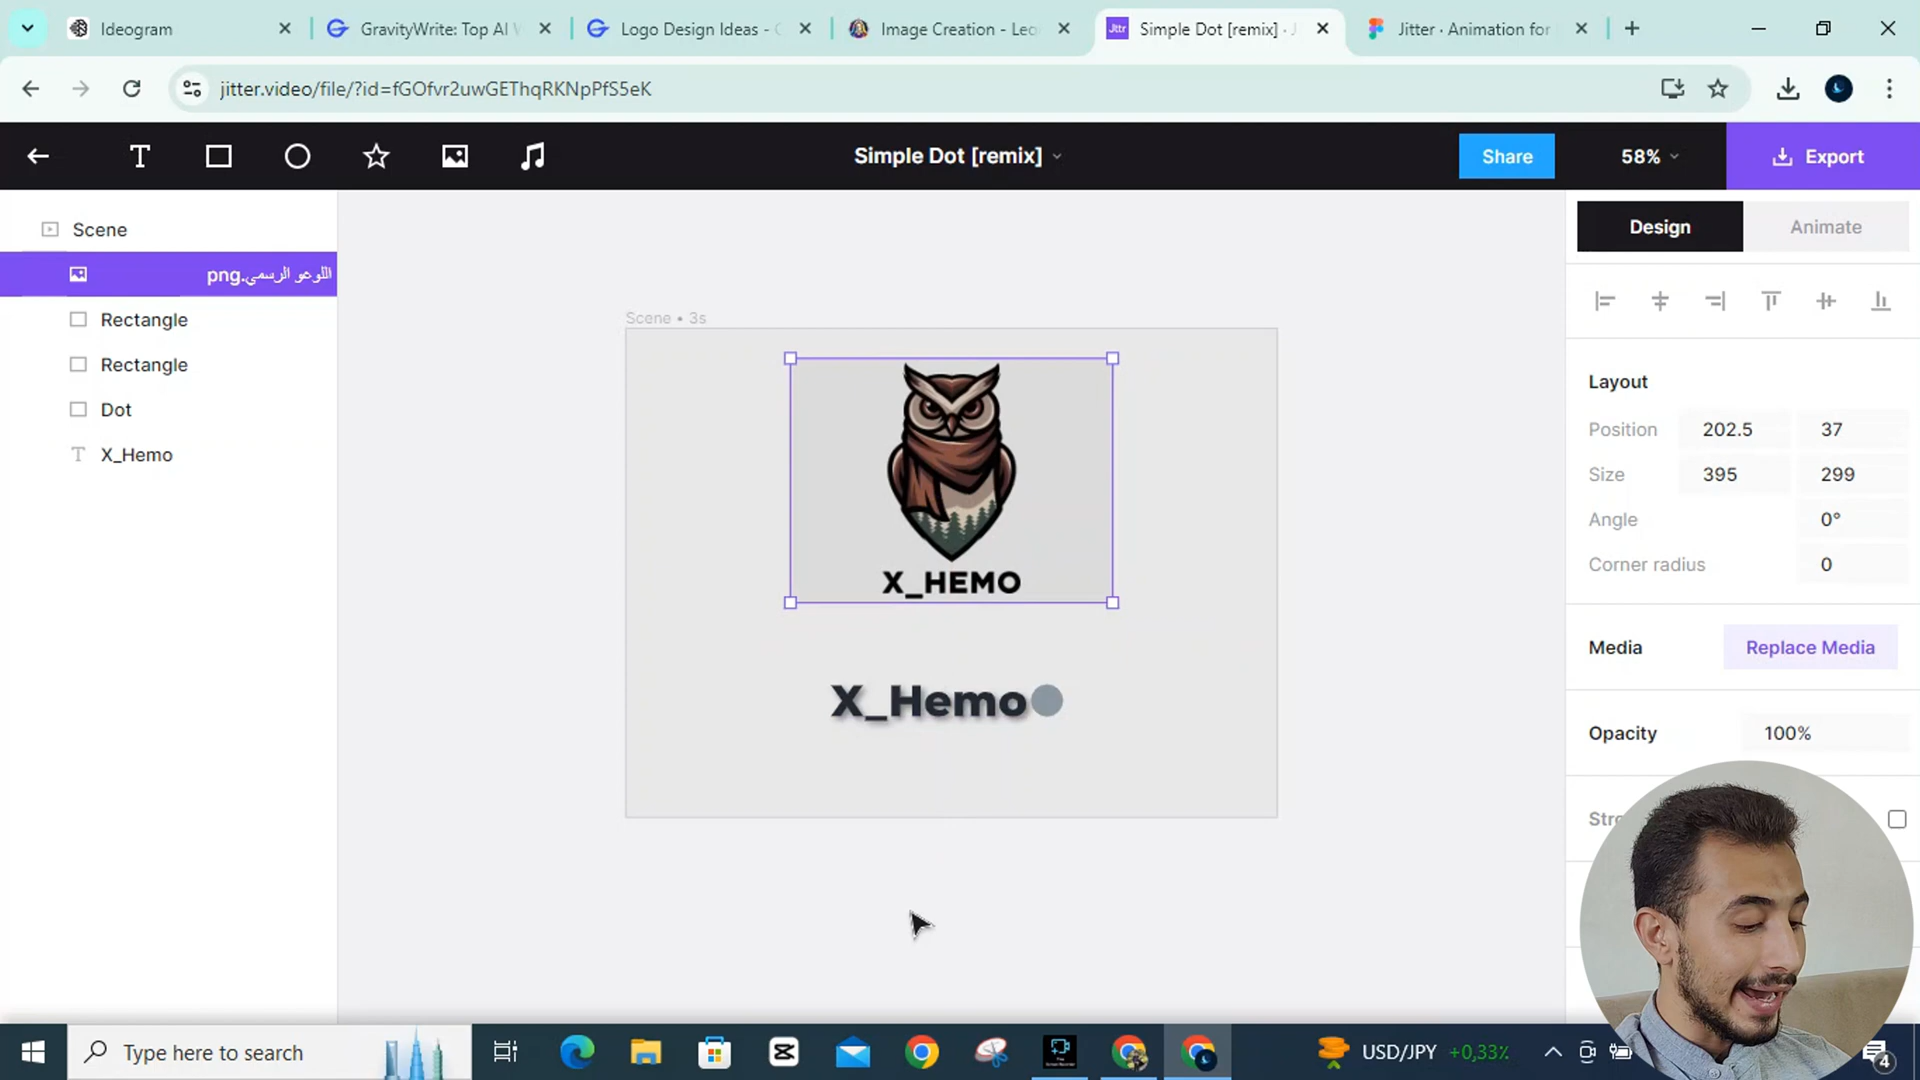 Ideogram
GravityWrite: Top AI W
Logo Design Ideas - G
Image Creation - Leo
Jittr
Simple Dot [remix] · J
Jitter · Animation for
jitter.video/file/?id=fGOfvr2uwGEThqRKNpPfS5eK
T
Simple Dot [remix]
Share
58%
Export
Scene
اللوعو الرسمي.png
Rectangle
Rectangle
Dot
T X_Hemo
Scene • 3s
X_HEMO
X_Hemo
Design
Animate
Layout
Position 202.5 37
Size 395 299
Angle 0°
Corner radius 0
Media Replace Media
Opacity 100%
Type here to search
USD/JPY +0,33%
4